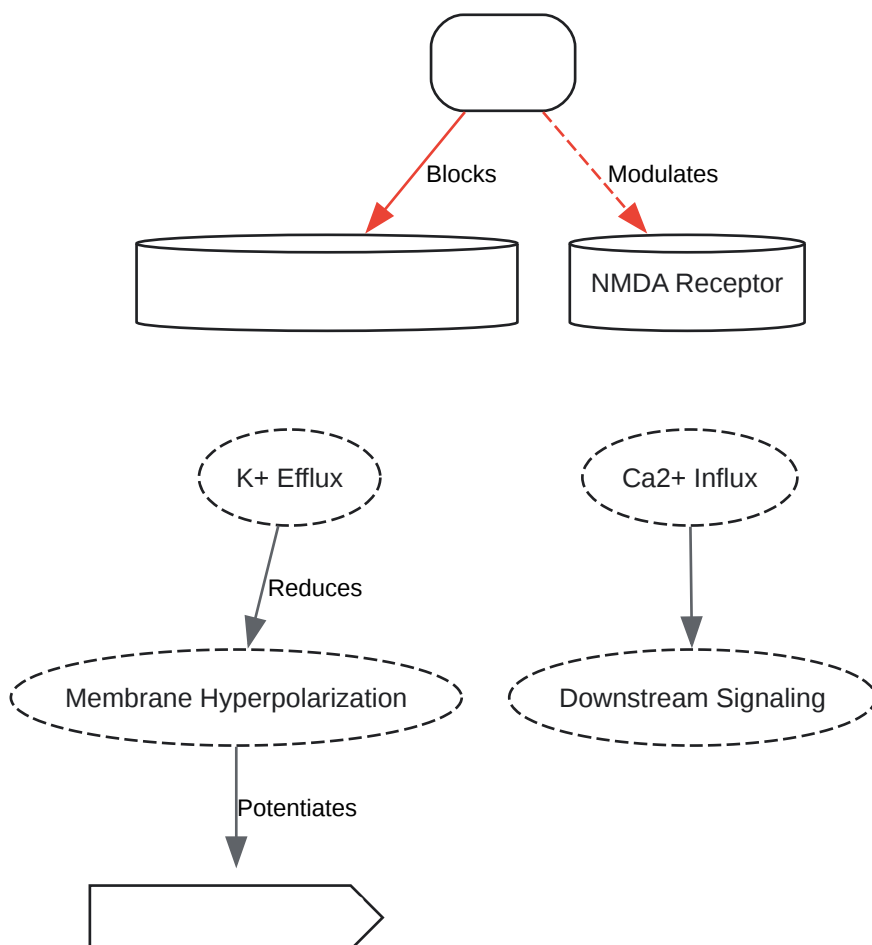 Blocks
Modulates
NMDA Receptor
K+ Efflux
Ca2+ Influx
Reduces
Membrane Hyperpolarization
Downstream Signaling
Potentiates